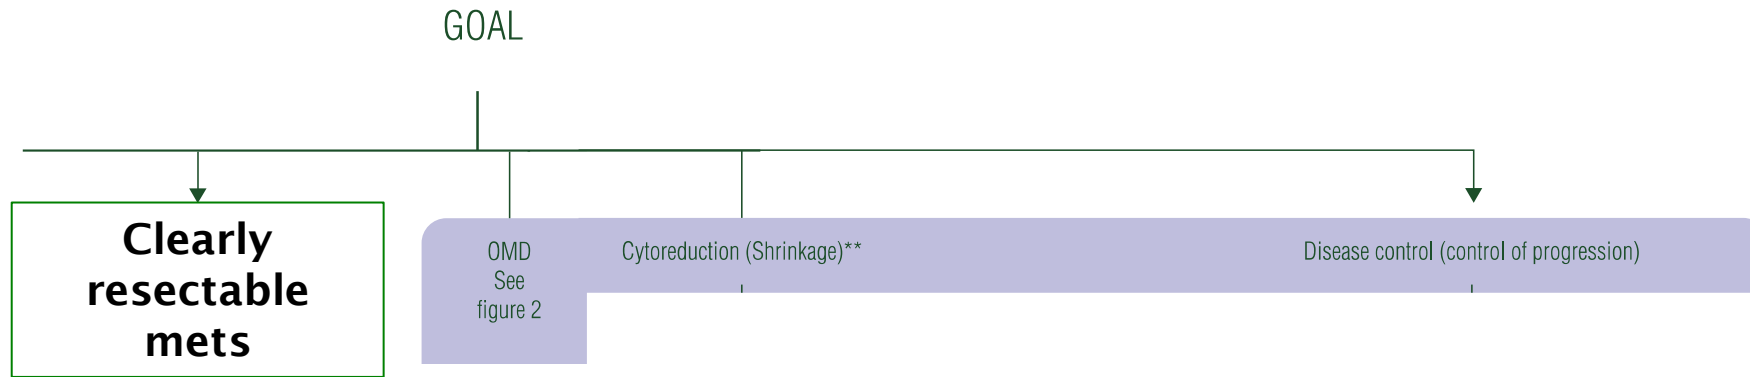 GOAL
Clearly
resectable
mets
OMD
See
figure 2
Cytoreduction (Shrinkage)**
Disease control (control of progression)